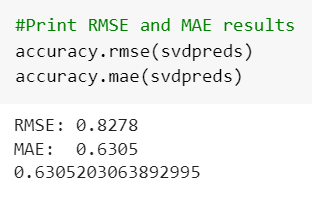 #Print RMSE and MAE results
accuracy.rmse(svdpreds)
accuracy.mae(svdpreds)
RMSE: 0.8278
MAE:  0.6305
0.6305203063892995